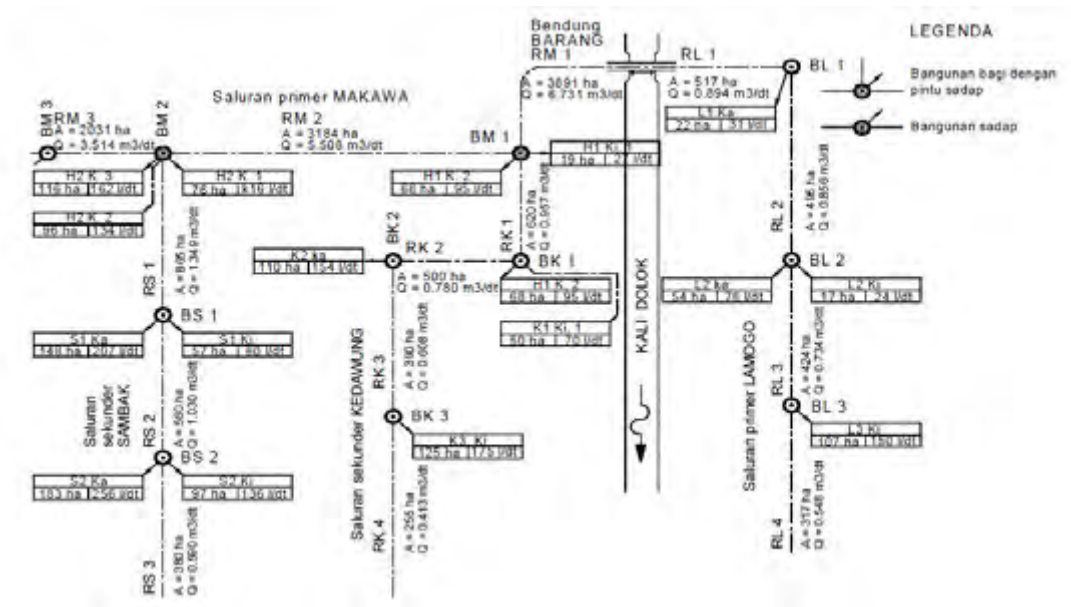 Bendung
BARANG
RM 1
RL 1
BL 1
LEGENDA
Bangunan bagi dengan
pintu sadap
Bangunan sadap
A = 3891 ha
Q = 6.731 m3/dt
A = 517 ha
Q = 0.894 m3/dt
L1 Ka
22 ha 31 l/dt
Saluran primer MAKAWA
BM 3
RM 3
A = 2031 ha
Q = 3.514 m3/dt
BM 2
RM 2
A = 3184 ha
Q = 5.508 m3/dt
BM 1
H1 Ki, 1
19 ha 27 l/dt
H2 K, 3
116 ha 162 l/dt
H2 K, 1
76 ha
H1 K, 2
68 ha 95 l/dt
H2 K, 2
96 ha 134 l/dt
RS 1
Q = 1.349 m3/dt
BK 2
RK 2
RK 1
A = 620 ha
Q = 0.967 m3/dt
BK 1
K2 ka
110 ha 154 l/dt
A = 500 ha
Q = 0.780 m3/dt
H1 K, 2
68 ha 95 l/dt
K1 Ki, 1
50 ha 70 l/dt
KALI DOLOK
RL 2
A = 495 ha
Q = 0.856 m3/dt
BL 2
L2 ka
54 ha 76 l/dt
L2 Ki
17 ha 24 l/dt
BS 1
S1 Ka
148 ha 207 l/dt
S1 Ki
57 ha 80 l/dt
Saluran
sekunder
SAMBAK
RS 2
Q = 1.030 m3/dt
Saluran sekunder KEDAWUNG
RK 3
Q = 0.608 m3/dt
BK 3
K3 Ki
125 ha 175 l/dt
Saluran primer LAMOGO
RL 3
A = 424 ha
Q = 0.734 m3/dt
BL 3
L3 Ki
107 ha 150 l/dt
BS 2
S2 Ka
183 ha 256 l/dt
S2 Ki
97 ha 136 l/dt
RS 3
A = 380 ha
Q = 0.590 m3/dt
RK 4
A = 255 ha
Q = 0.413 m3/dt
RL 4
A = 317 ha
Q = 0.548 m3/dt